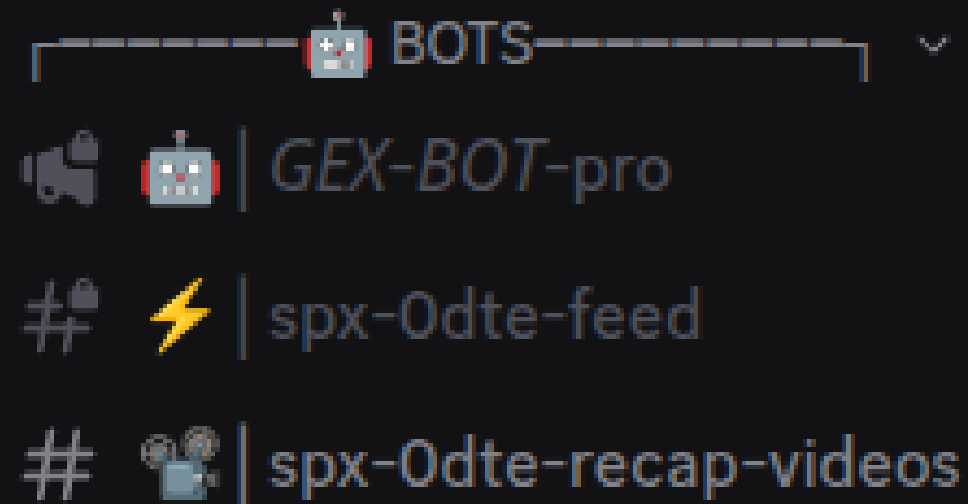 ┌────────🤖 BOTS─────────┐
🤖│𝘎𝘌𝘟-𝘉𝘖𝘛-pro
⚡│spx-0dte-feed
📽│spx-0dte-recap-videos